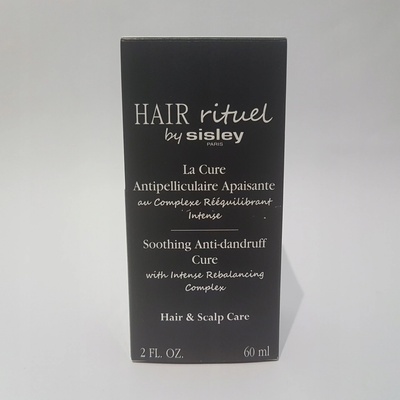 HAIR rituel
by sisley
PARIS
La Cure
Antipelliculaire Apaisante
au Complexe Rééquilibrant
Intense
Soothing Anti-dandruff
Cure
with Intense Rebalancing
Complex
Hair & Scalp Care
2 FL. OZ. 60 ml